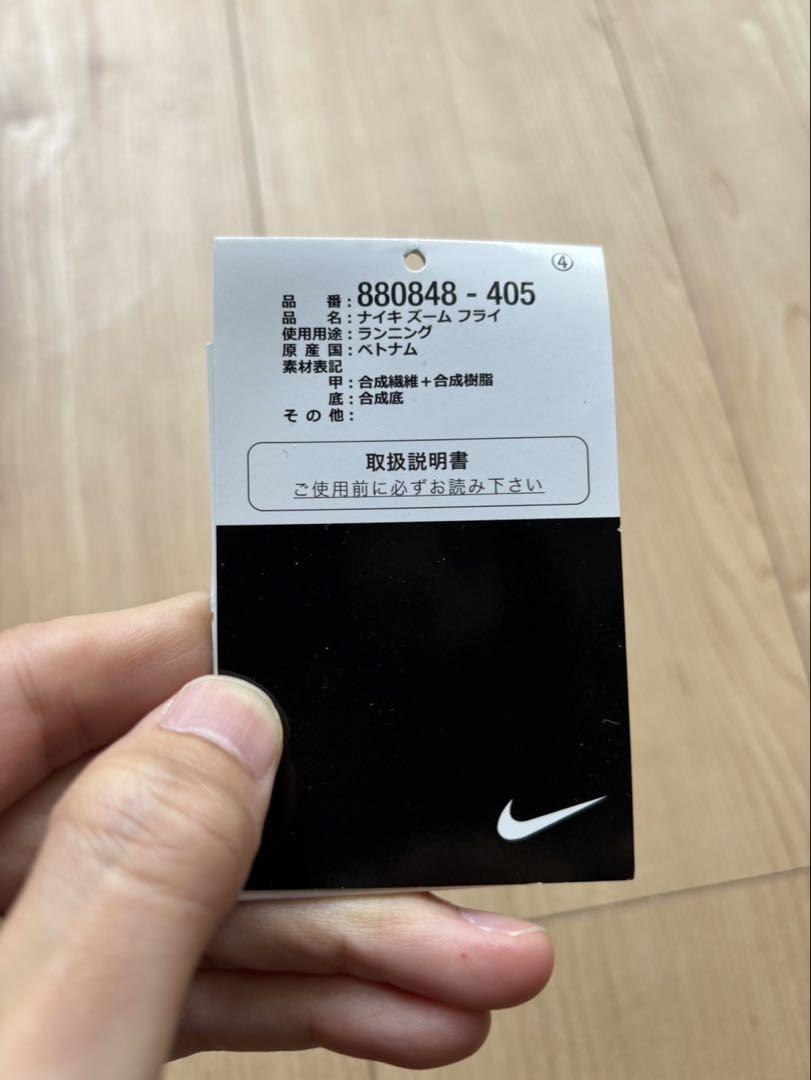 ④
品番：880848 - 405
品名：ナイキ ズーム フライ
使用用途：ランニング
原産国：ベトナム
素材表記
甲：合成繊維＋合成樹脂
底：合成底
その他：
取扱説明書
ご使用前に必ずお読み下さい